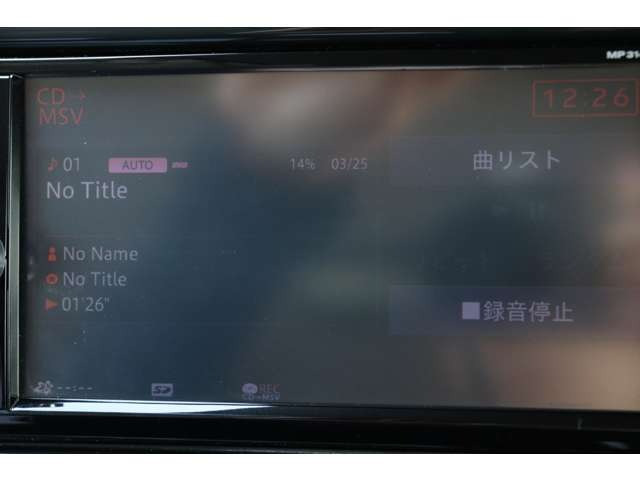 MP31
CD→
MSV
12:26
♪ 01 AUTO 14% 03/25
曲リスト
No Title
No Name
No Title
01'26"
■録音停止
--:--
SD
REC
CD→MSV